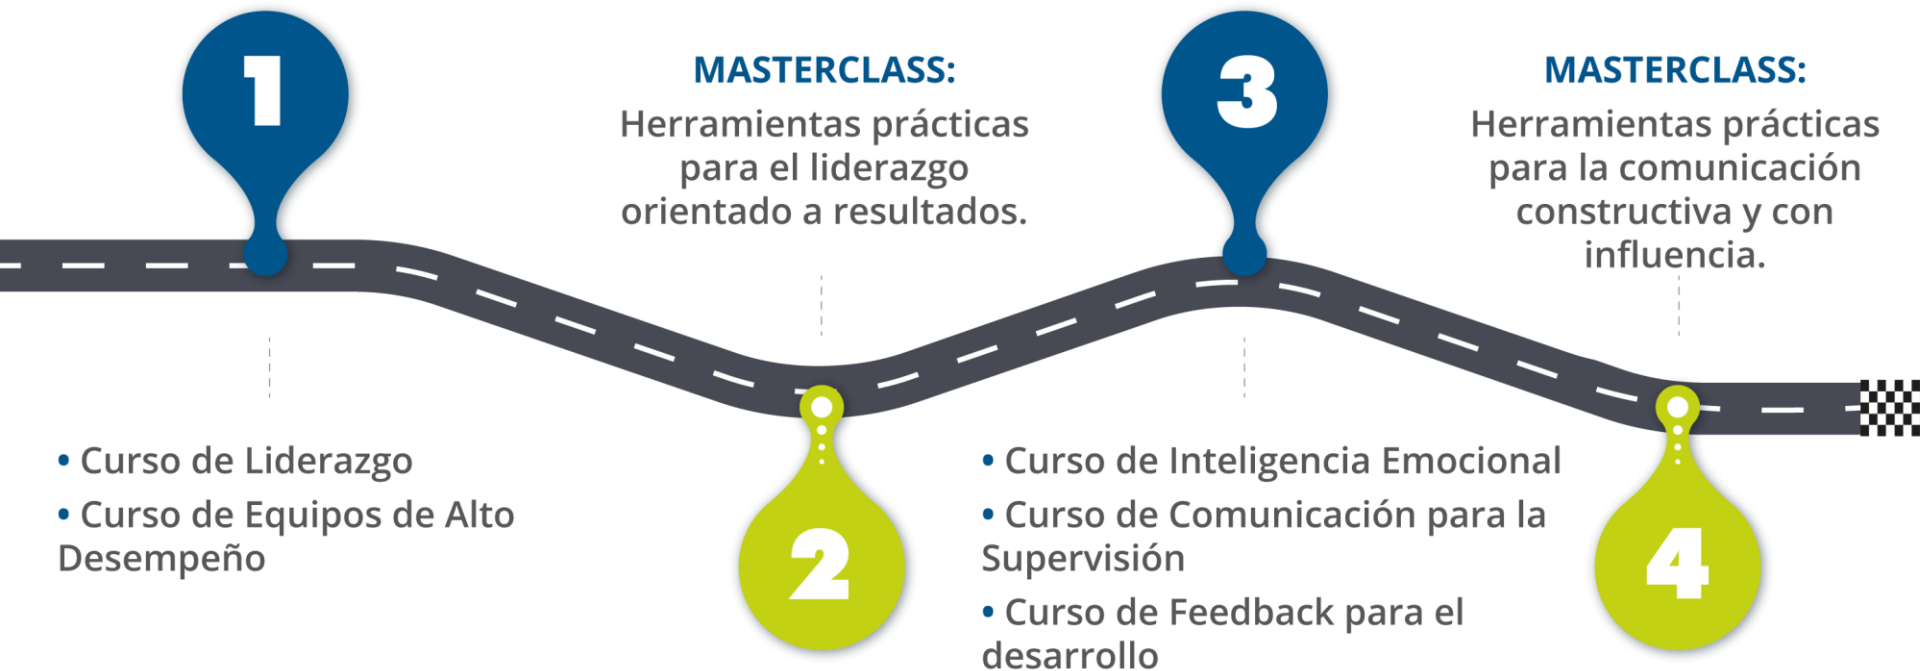 1
• Curso de Liderazgo
• Curso de Equipos de Alto
Desempeño
MASTERCLASS:
Herramientas prácticas
para el liderazgo
orientado a resultados.
2
3
• Curso de Inteligencia Emocional
• Curso de Comunicación para la
Supervisión
• Curso de Feedback para el
desarrollo
MASTERCLASS:
Herramientas prácticas
para la comunicación
constructiva y con
influencia.
4